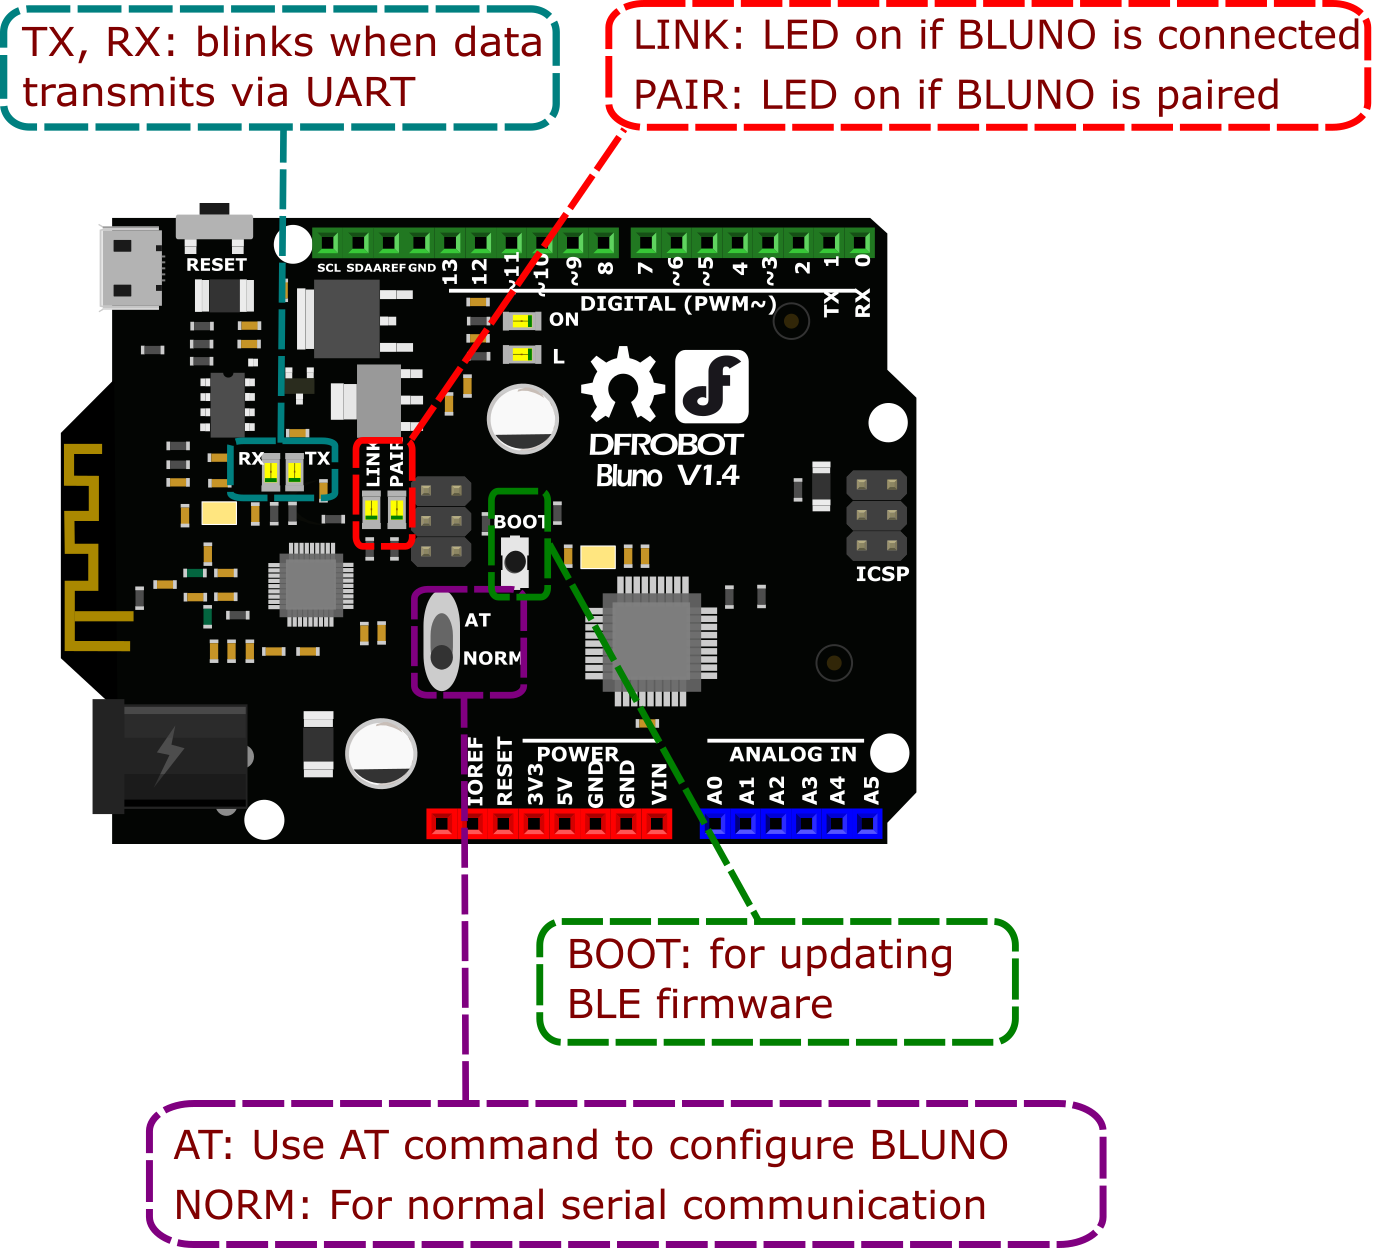 TX, RX: blinks when data
transmits via UART
LINK: LED on if BLUNO is connected
PAIR: LED on if BLUNO is paired
RESET
SCL SDA AREF GND 13 12 ~11 ~10 ~9 8 7 ~6 ~5 4 ~3 2 1 0
DIGITAL (PWM~)
TX RX
ON
L
DFROBOT
Bluno V1.4
RX TX
LINK PAIR
BOOT
ICSP
AT
NORM
POWER
ANALOG IN
IOREF RESET 3V3 5V GND GND VIN
A0 A1 A2 A3 A4 A5
BOOT: for updating
BLE firmware
AT: Use AT command to configure BLUNO
NORM: For normal serial communication